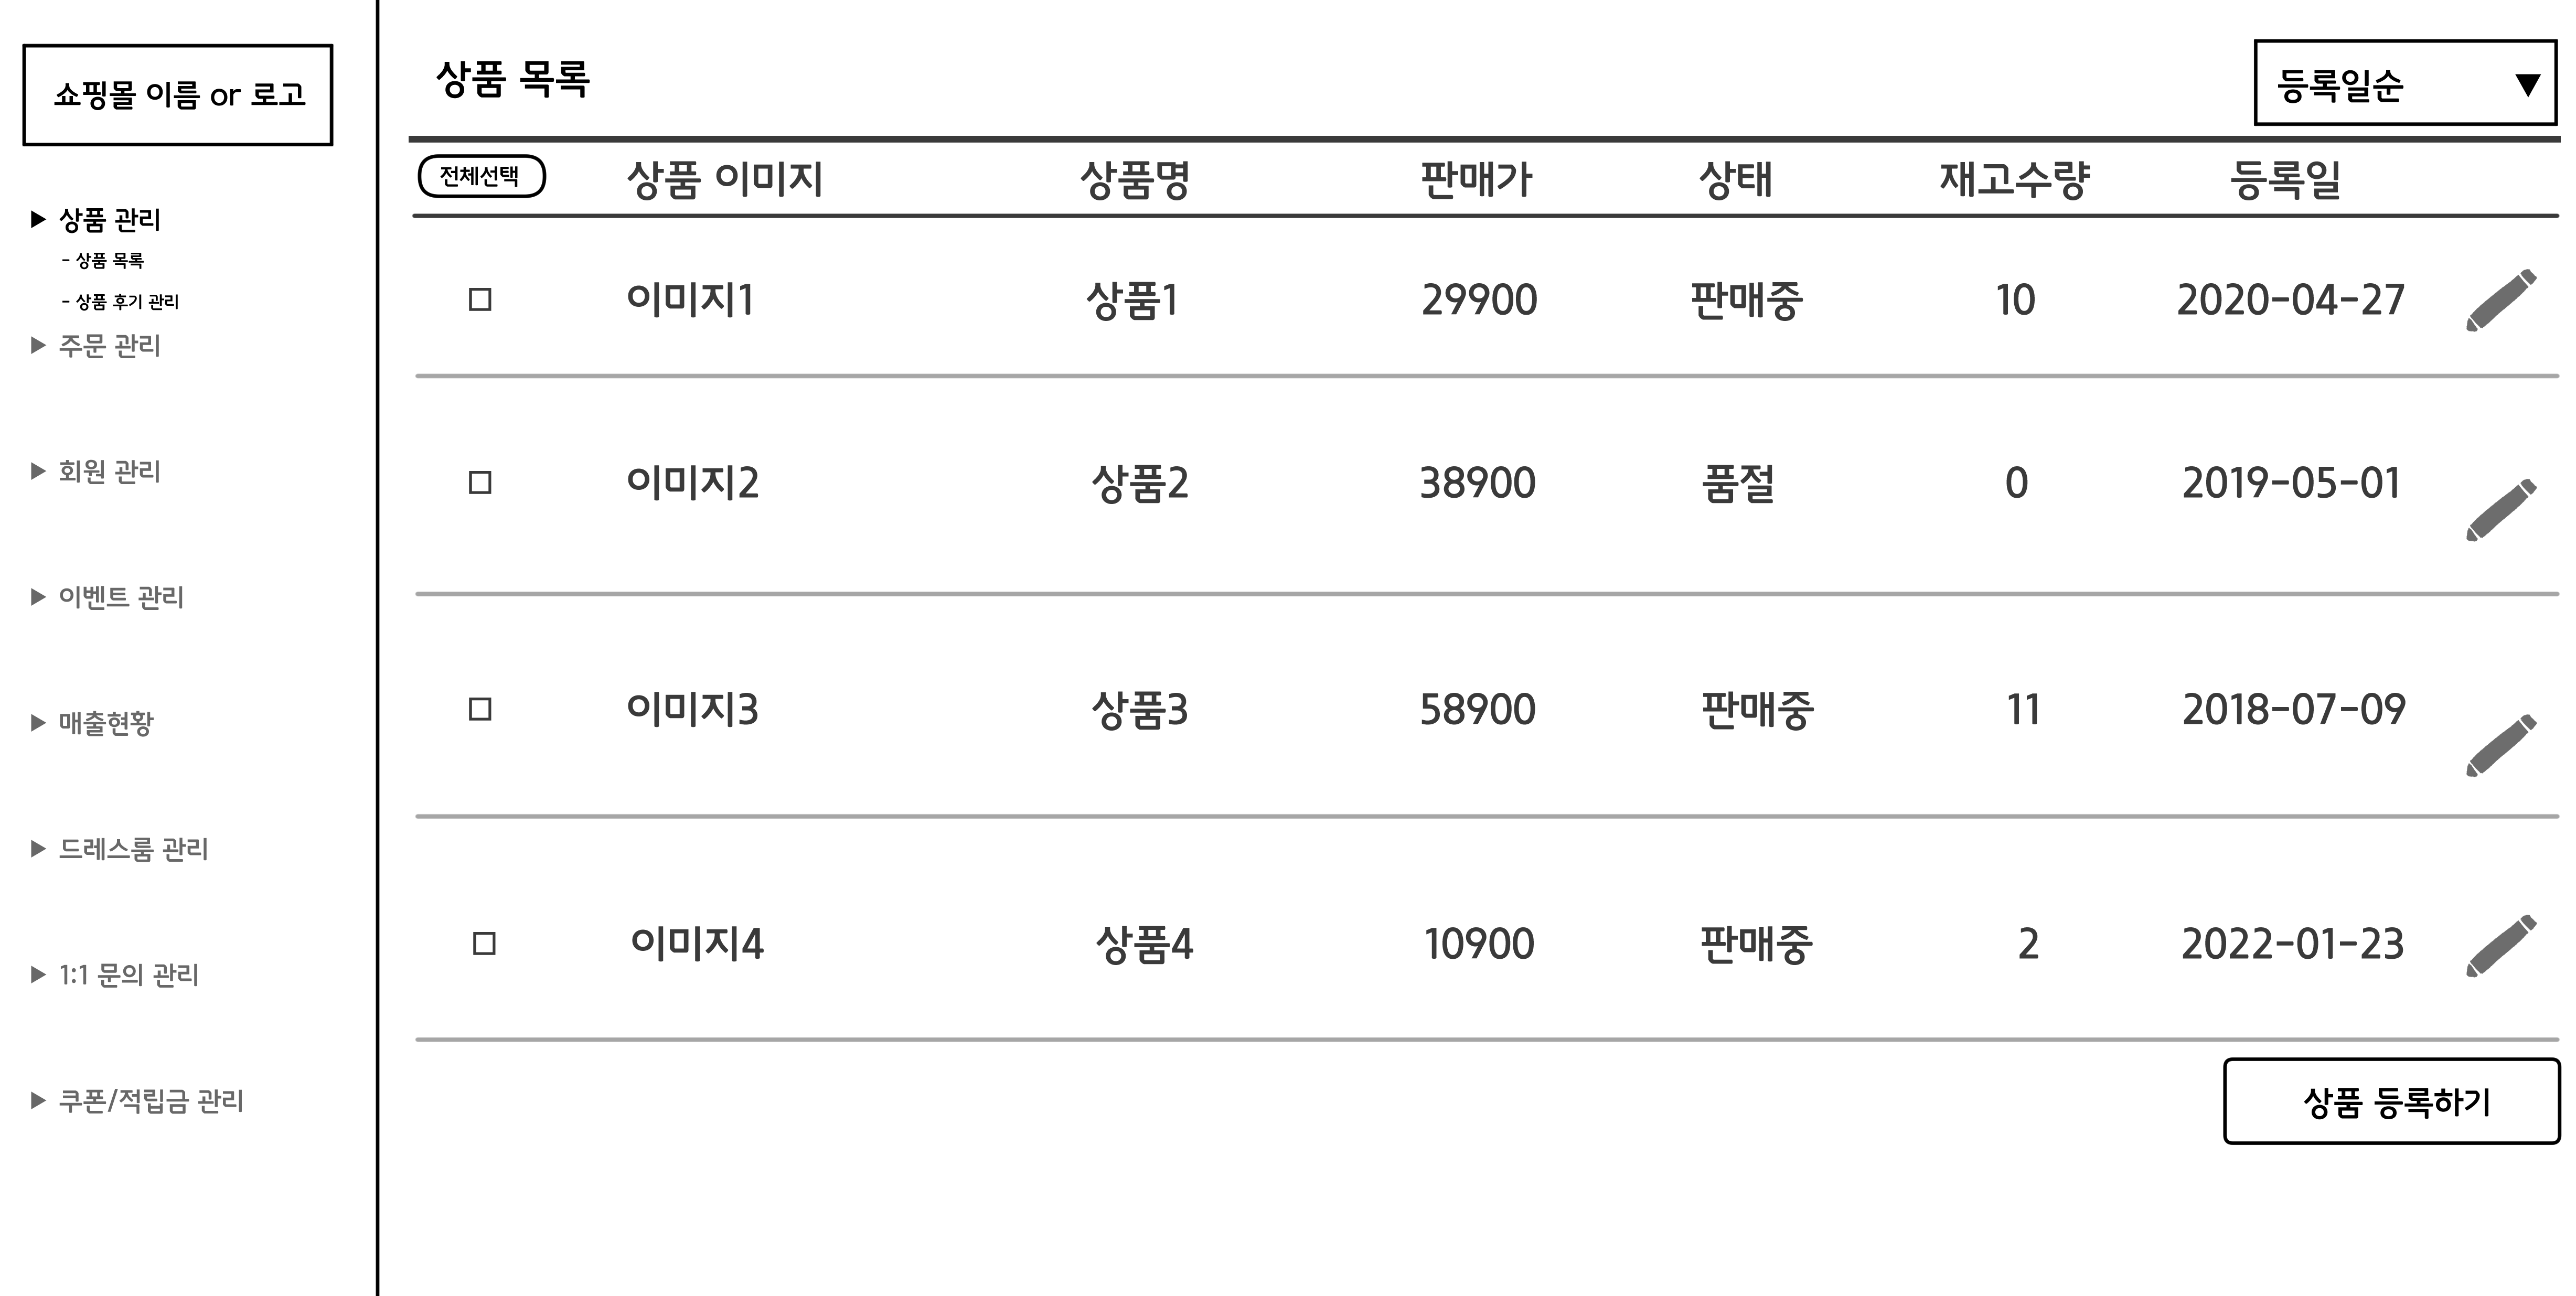 쇼핑몰 이름 or 로고
▶ 상품 관리
- 상품 목록
- 상품 후기 관리
▶ 주문 관리
▶ 회원 관리
▶ 이벤트 관리
▶ 매출현황
▶ 드레스룸 관리
▶ 1:1 문의 관리
▶ 쿠폰/적립금 관리
상품 목록
등록일순 ▼
전체선택 상품 이미지 상품명 판매가 상태 재고수량 등록일
이미지1 상품1 29900 판매중 10 2020-04-27
이미지2 상품2 38900 품절 0 2019-05-01
이미지3 상품3 58900 판매중 11 2018-07-09
이미지4 상품4 10900 판매중 2 2022-01-23
상품 등록하기